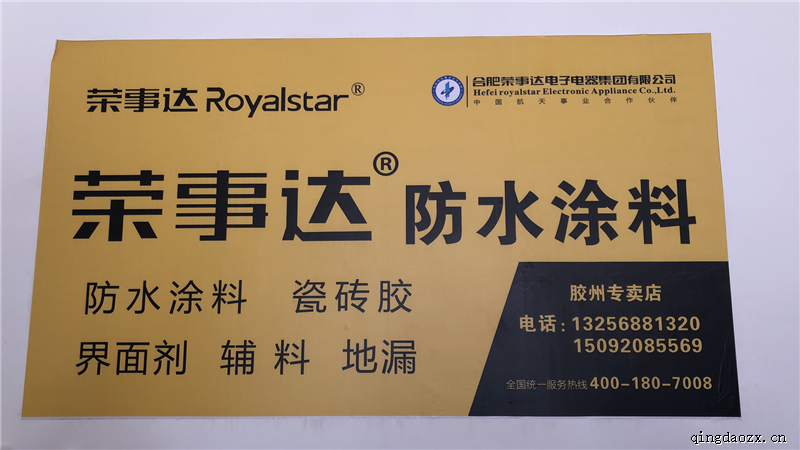 荣事达 Royalstar®
合肥荣事达电子电器集团有限公司
Hefei royalstar Electronic Appliance Co.,Ltd.
中国航天事业合作伙伴
荣事达® 防水涂料
防水涂料 瓷砖胶
界面剂 辅料 地漏
胶州专卖店
电话:13256881320
15092085569
全国统一服务热线 400-180-7008
qingdaozx.cn